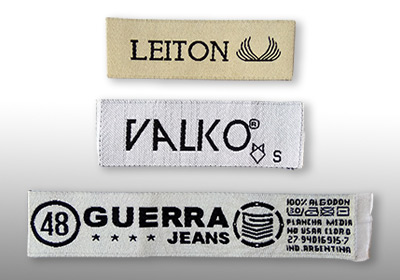 LEITON
VALKO®
S
48 GUERRA
JEANS
100% ALGODON
PLANCHA MEDIA
NO USAR CLORO
27-94016915-7
IND.ARGENTINA